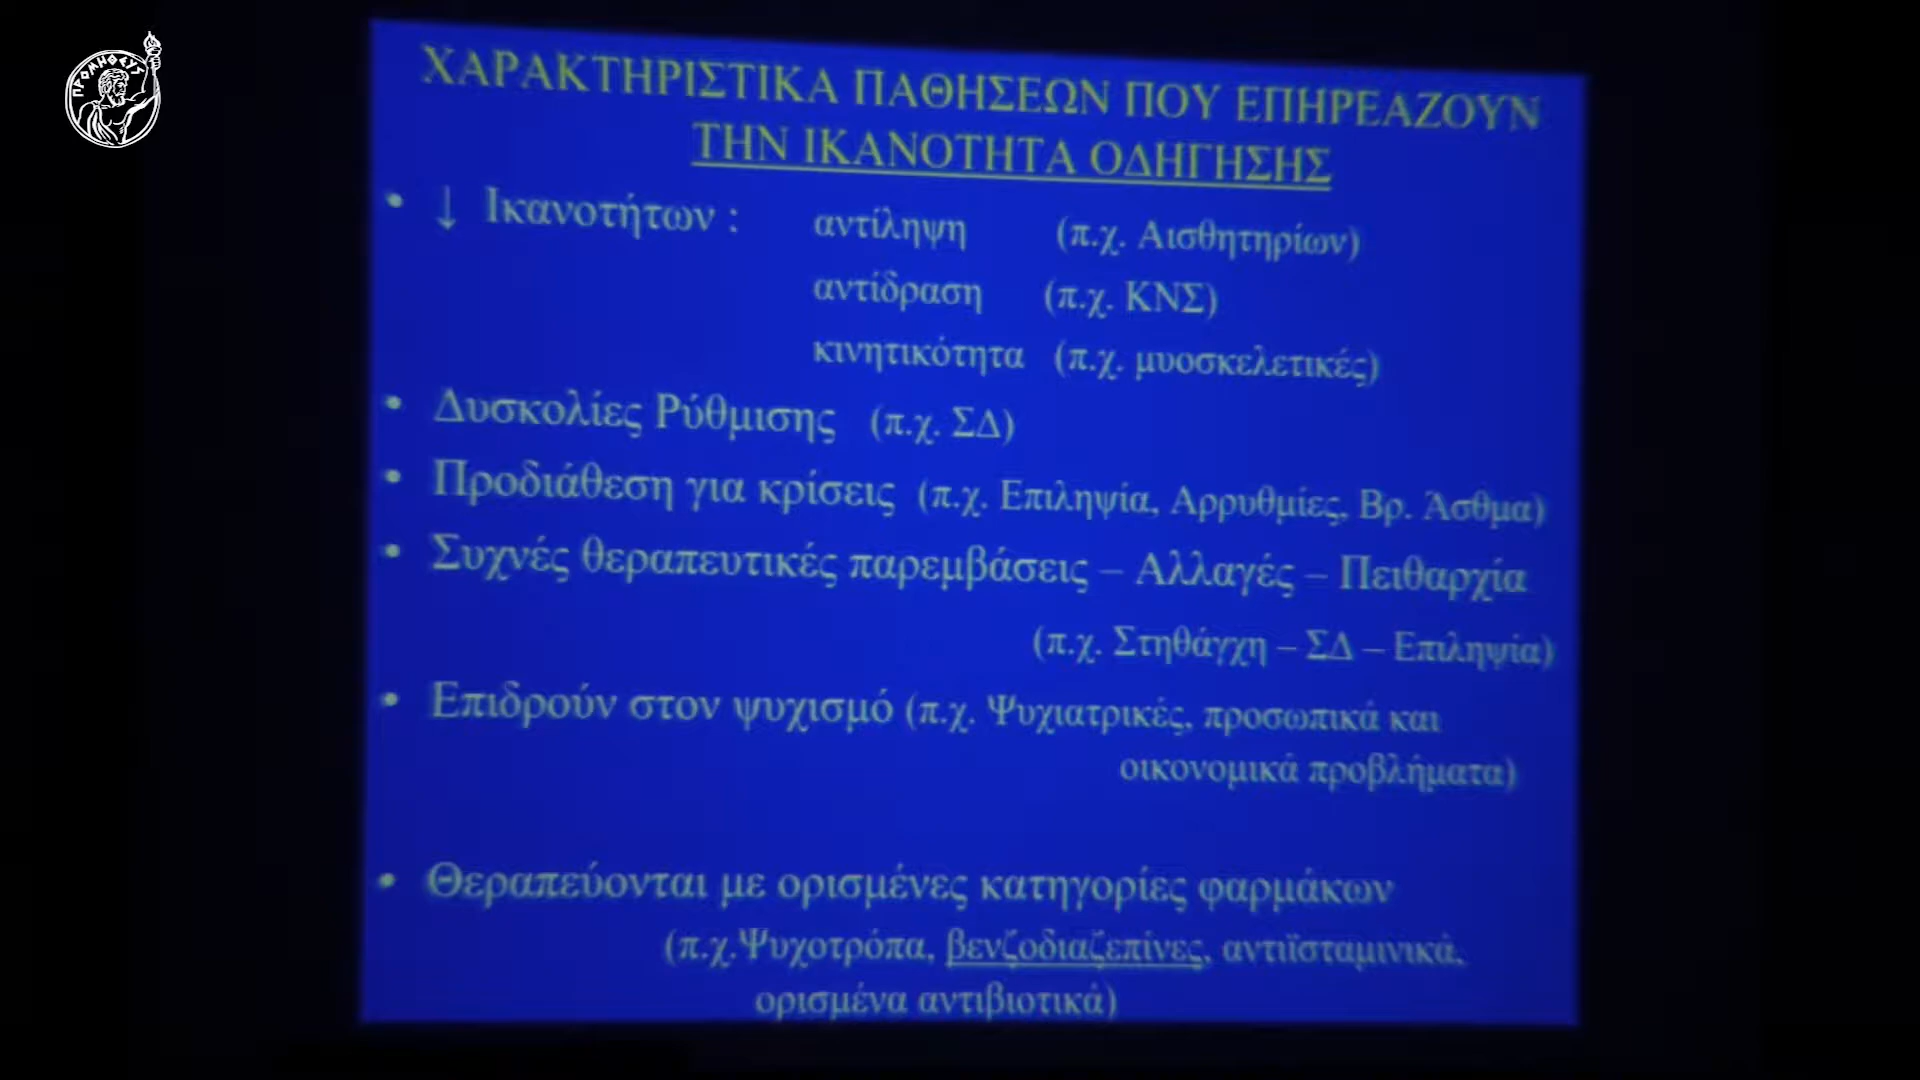 ΠΡΟΜΗΘΕΥΣ
ΧΑΡΑΚΤΗΡΙΣΤΙΚΑ ΠΑΘΗΣΕΩΝ ΠΟΥ ΕΠΗΡΕΑΖΟΥΝ
ΤΗΝ ΙΚΑΝΟΤΗΤΑ ΟΔΗΓΗΣΗΣ
• ↓ Ικανοτήτων : αντίληψη (π.χ. Αισθητηρίων)
αντίδραση (π.χ. ΚΝΣ)
κινητικότητα (π.χ. μυοσκελετικές)
• Δυσκολίες Ρύθμισης (π.χ. ΣΔ)
• Προδιάθεση για κρίσεις (π.χ. Επιληψία, Αρρυθμίες, Βρ. Άσθμα)
• Συχνές θεραπευτικές παρεμβάσεις – Αλλαγές – Πειθαρχία
(π.χ. Στηθάγχη – ΣΔ – Επιληψία)
• Επιδρούν στον ψυχισμό (π.χ. Ψυχιατρικές, προσωπικά και
οικονομικά προβλήματα)
• Θεραπεύονται με ορισμένες κατηγορίες φαρμάκων
(π.χ.Ψυχοτρόπα, βενζοδιαζεπίνες, αντιϊσταμινικά,
ορισμένα αντιβιοτικά)